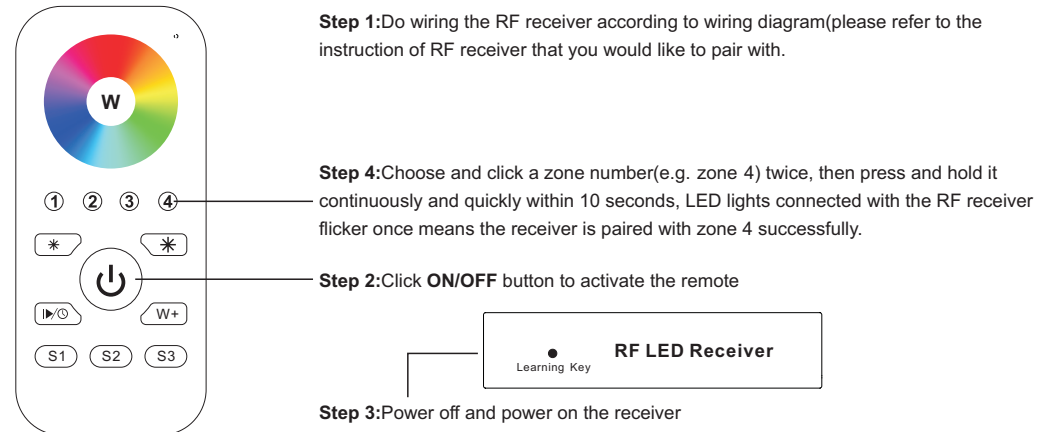 Step 1:Do wiring the RF receiver according to wiring diagram(please refer to the
instruction of RF receiver that you would like to pair with.
W
Step 4:Choose and click a zone number(e.g. zone 4) twice, then press and hold it
continuously and quickly within 10 seconds, LED lights connected with the RF receiver
flicker once means the receiver is paired with zone 4 successfully.
1 2 3 4
Step 2:Click ON/OFF button to activate the remote
W+
S1 S2 S3
RF LED Receiver
Learning Key
Step 3:Power off and power on the receiver